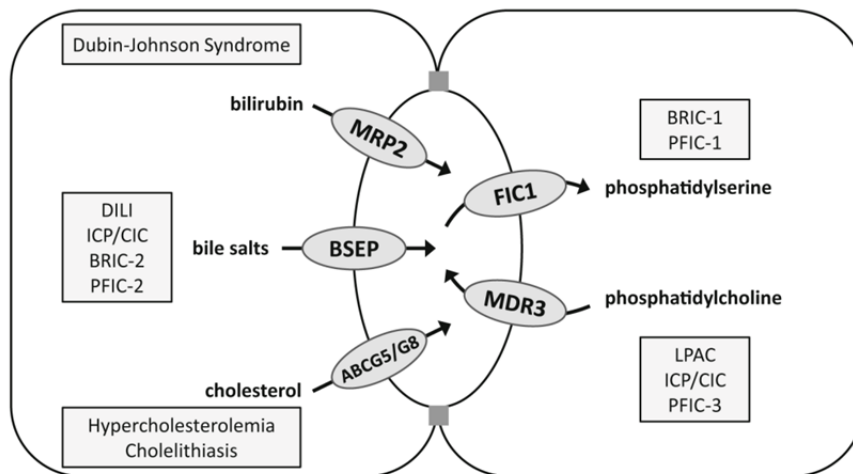 Dubin-Johnson Syndrome
bilirubin
MRP2
DILI
ICP/CIC
BRIC-2
PFIC-2
bile salts
BSEP
ABCG5/G8
cholesterol
Hypercholesterolemia
Cholelithiasis
BRIC-1
PFIC-1
FIC1
phosphatidylserine
MDR3
phosphatidylcholine
LPAC
ICP/CIC
PFIC-3